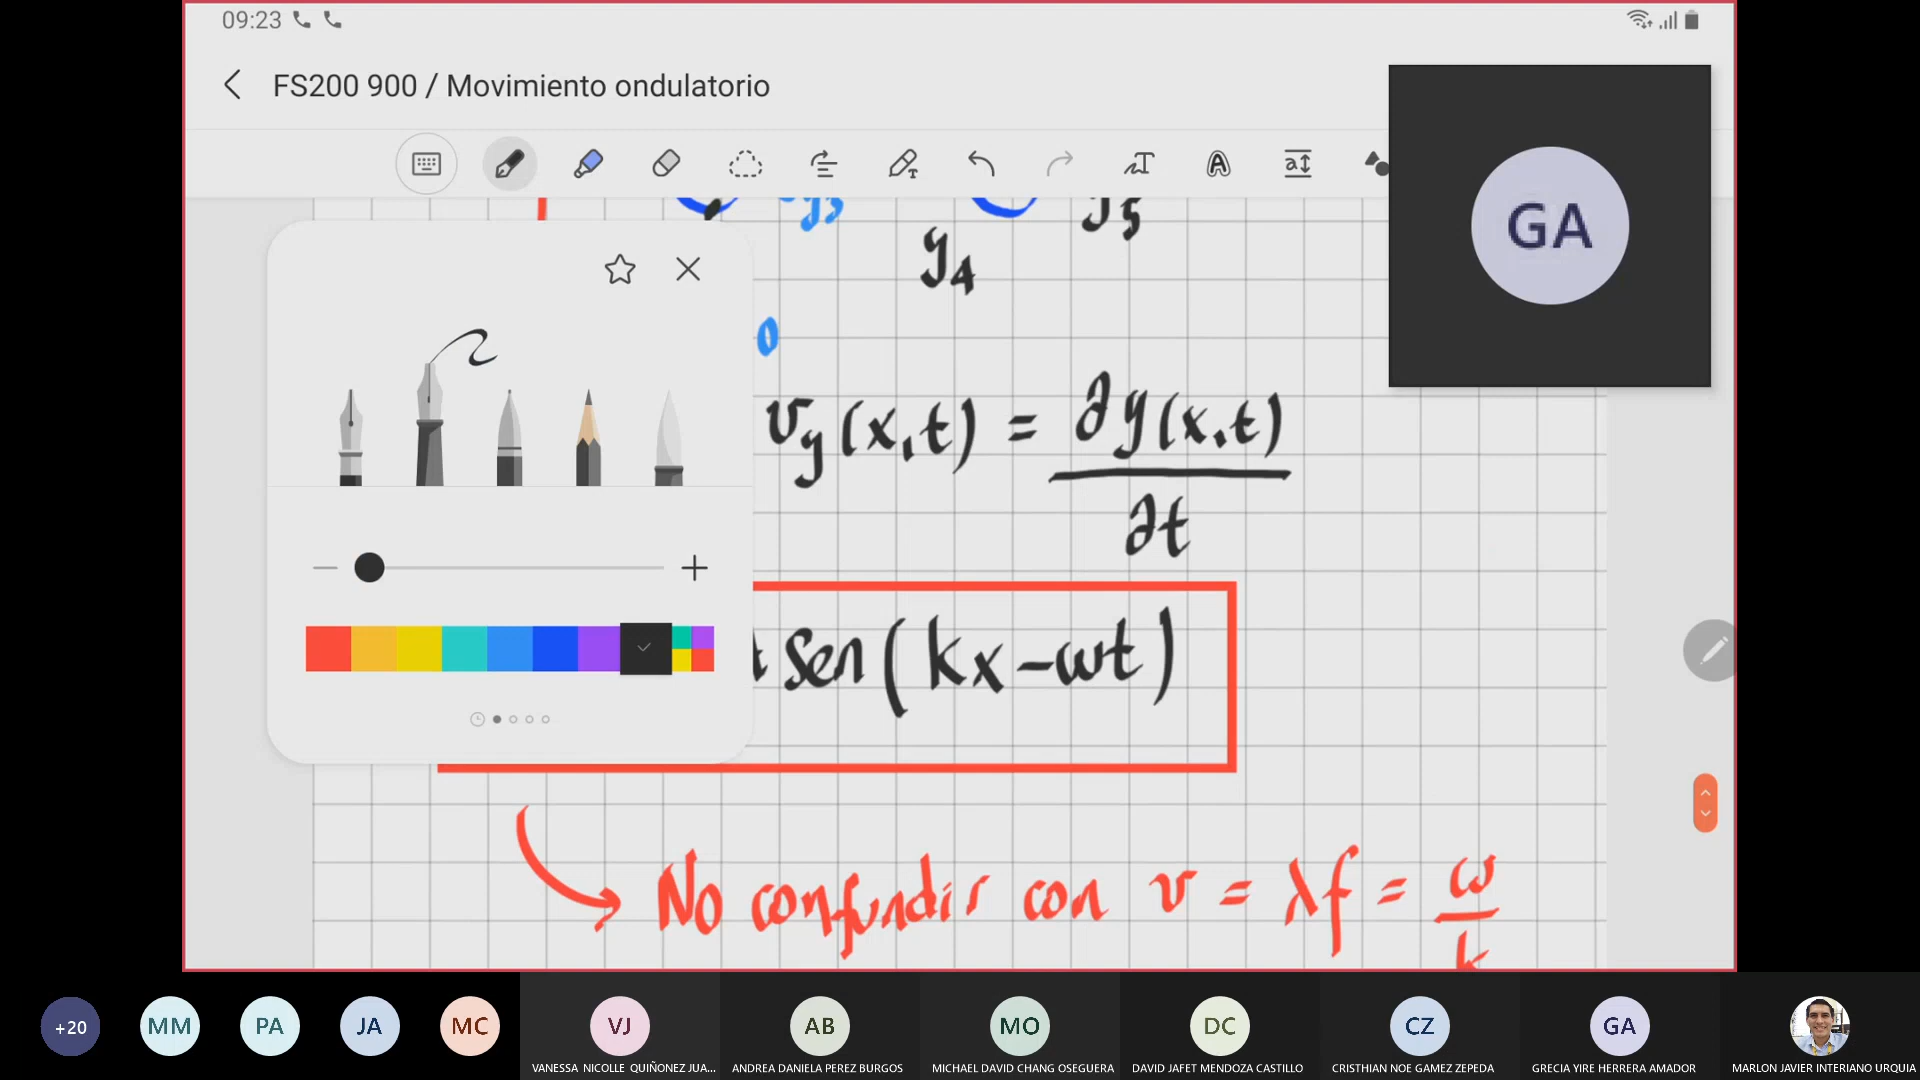 09:23
FS200 900 / Movimiento ondulatorio
GA
y₅
y₄
0
v_y(x,t) = ∂y(x,t)
∂t
sen(kx-ωt)
No confundir con v = λf = ω
k
+20
MM
PA
JA
MC
VJ
AB
MO
DC
CZ
GA
VANESSA NICOLLE QUIÑONEZ JUA...
ANDREA DANIELA PEREZ BURGOS
MICHAEL DAVID CHANG OSEGUERA
DAVID JAFET MENDOZA CASTILLO
CRISTHIAN NOE GAMEZ ZEPEDA
GRECIA YIRE HERRERA AMADOR
MARLON JAVIER INTERIANO URQUIA